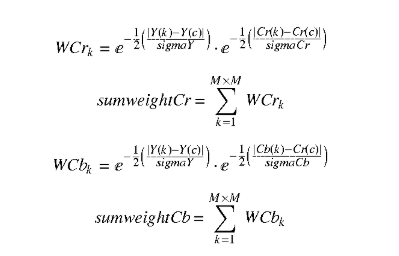 WCr_k = e^{-\frac{1}{2}\left(\frac{|Y(k)-Y(c)|}{sigmaY}\right)} \cdot e^{-\frac{1}{2}\left(\frac{|Cr(k)-Cr(c)|}{sigmaCr}\right)}
sumweightCr = \sum_{k=1}^{M \times M} WCr_k
WCb_k = e^{-\frac{1}{2}\left(\frac{|Y(k)-Y(c)|}{sigmaY}\right)} \cdot e^{-\frac{1}{2}\left(\frac{|Cb(k)-Cr(c)|}{sigmaCb}\right)}
sumweightCb = \sum_{k=1}^{M \times M} WCb_k